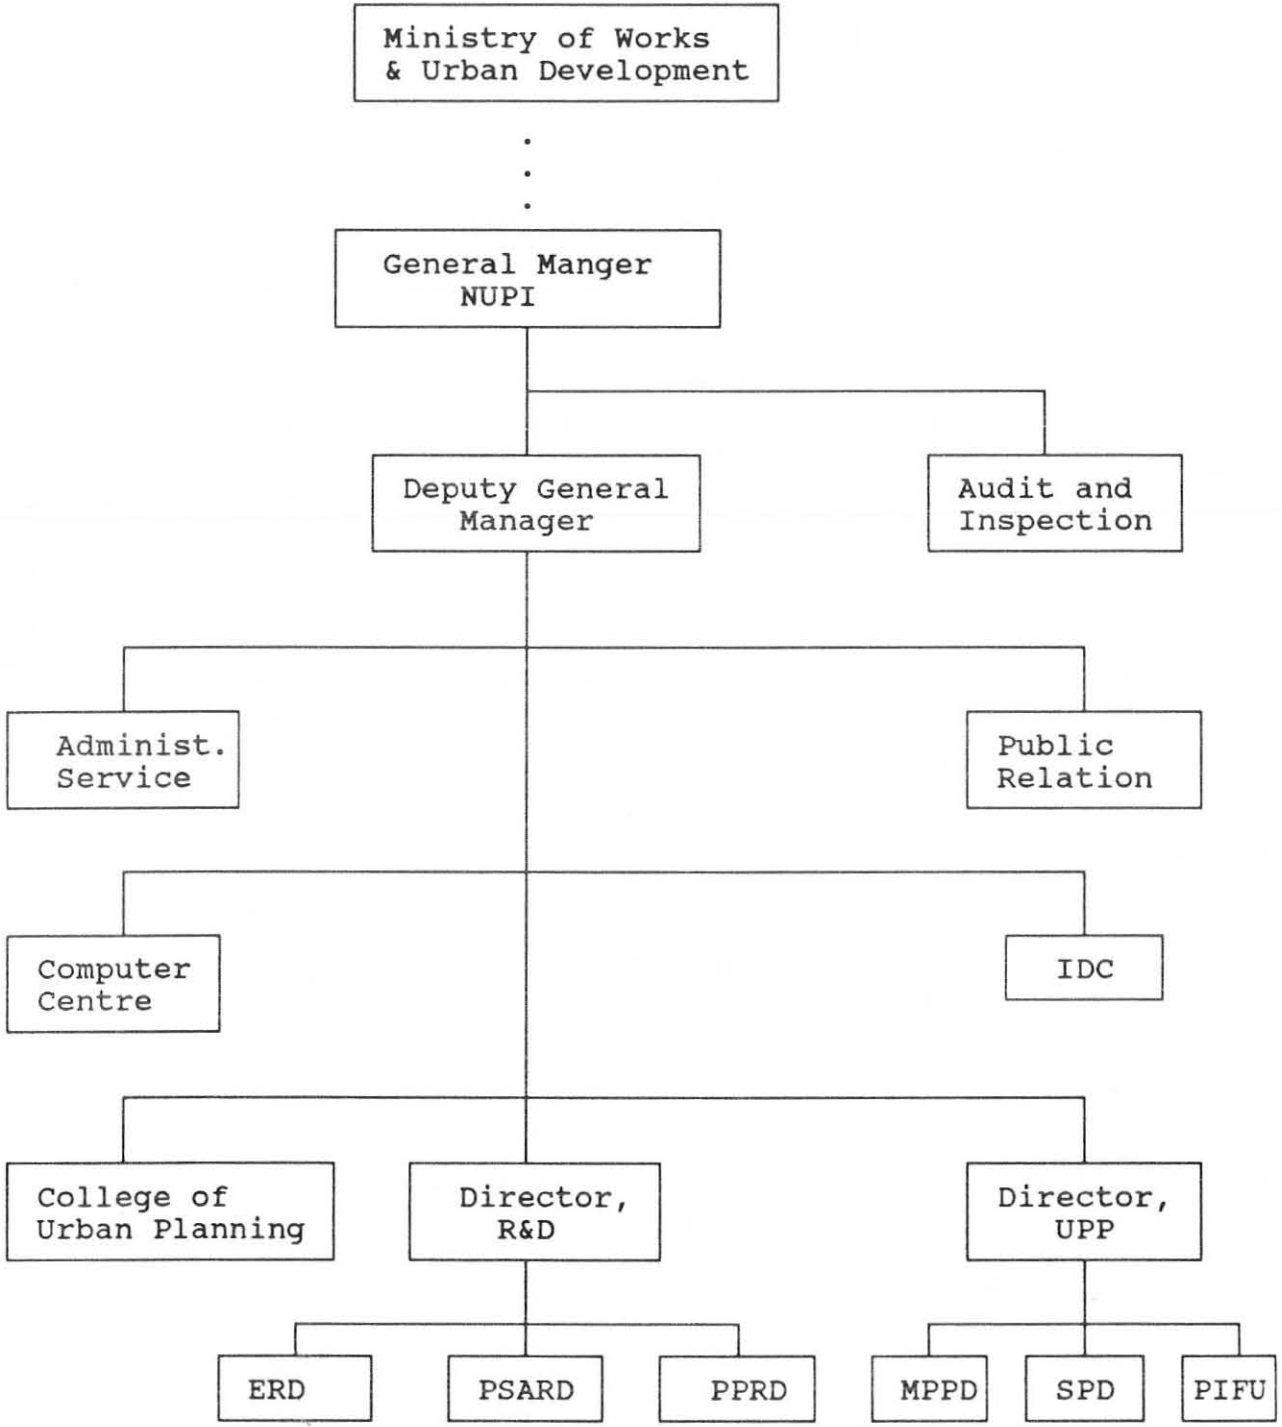 Ministry of Works
& Urban Development
General Manger
NUPI
Deputy General
Manager
Audit and
Inspection
Administ.
Service
Public
Relation
Computer
Centre
IDC
College of
Urban Planning
Director,
R&D
Director,
UPP
ERD
PSARD
PPRD
MPPD
SPD
PIFU